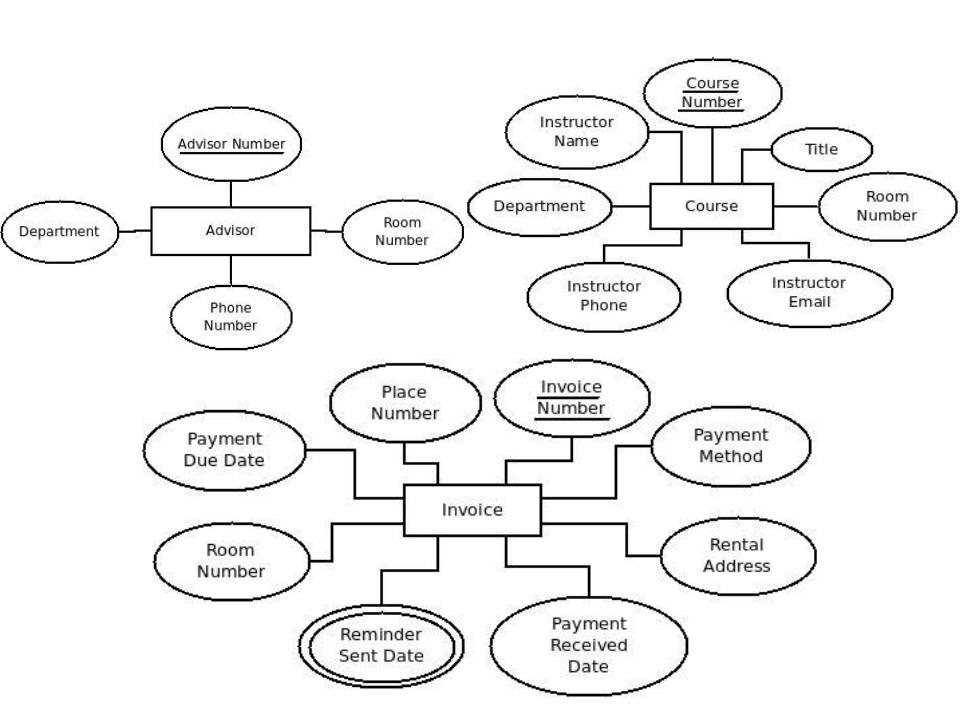 Advisor Number
Department
Advisor
Room
Number
Phone
Number
Course
Number
Instructor
Name
Title
Department
Course
Room
Number
Instructor
Phone
Instructor
Email
Place
Number
Invoice
Number
Payment
Due Date
Payment
Method
Invoice
Room
Number
Rental
Address
Reminder
Sent Date
Payment
Received
Date